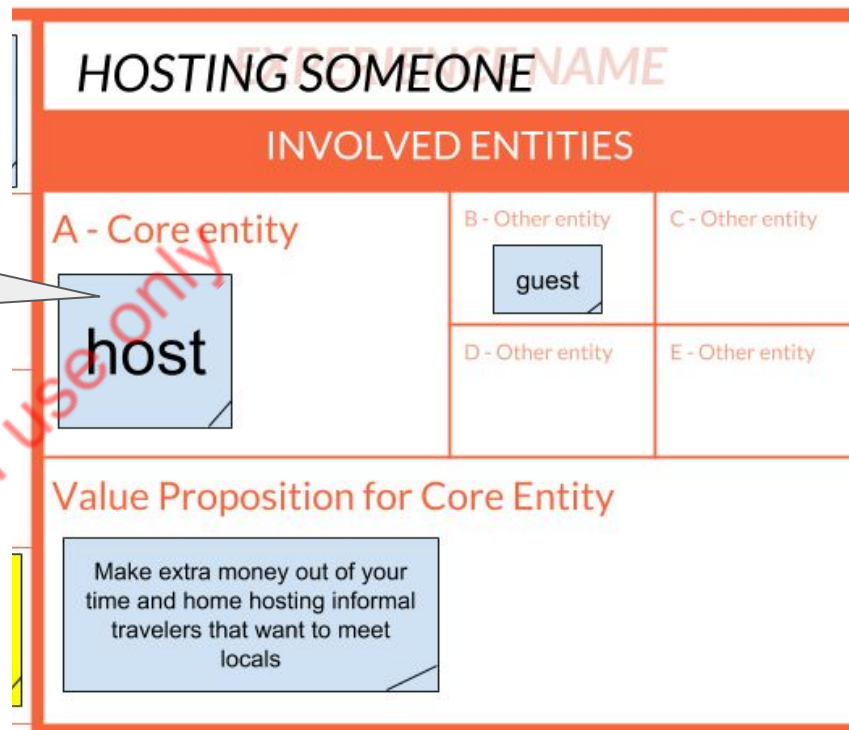 HOSTING SOMEONE
EXPERIENCE NAME
INVOLVED ENTITIES
A - Core entity
B - Other entity
C - Other entity
guest
host
D - Other entity
E - Other entity
use only
Value Proposition for Core Entity
Make extra money out of your
time and home hosting informal
travelers that want to meet
locals